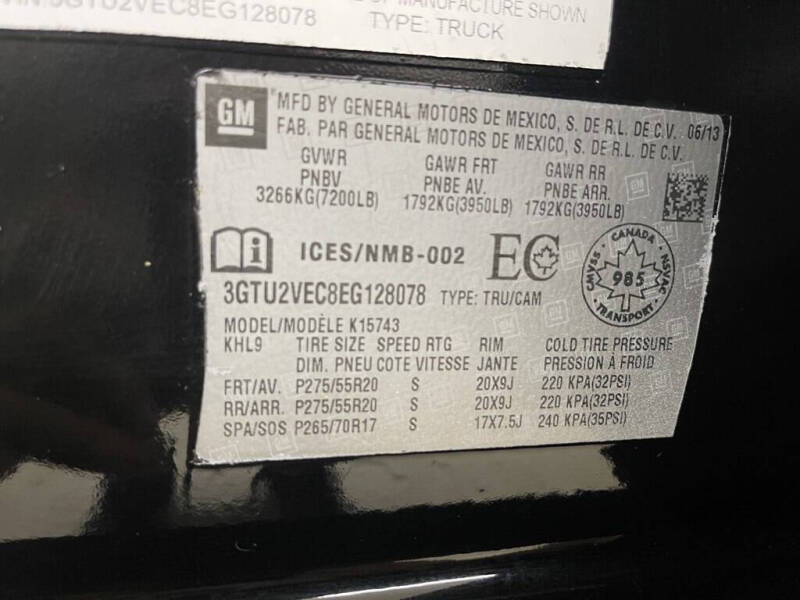 3GTU2VEC8EG128078
OF MANUFACTURE SHOWN
TYPE: TRUCK
GM
MFD BY GENERAL MOTORS DE MEXICO, S. DE R.L. DE C.V. 06/13
FAB. PAR GENERAL MOTORS DE MEXICO, S. DE R.L. DE C.V.
GVWR GAWR FRT GAWR RR
PNBV PNBE AV. PNBE ARR.
3266KG(7200LB) 1792KG(3950LB) 1792KG(3950LB)
i ICES/NMB-002 EC
CANADA
CMVSS 985 NSVAC
TRANSPORT
3GTU2VEC8EG128078 TYPE: TRU/CAM
MODEL/MODÈLE K15743
KHL9 TIRE SIZE SPEED RTG RIM COLD TIRE PRESSURE
DIM. PNEU COTE VITESSE JANTE PRESSION À FROID
FRT/AV. P275/55R20 S 20X9J 220 KPA(32PSI)
RR/ARR. P275/55R20 S 20X9J 220 KPA(32PSI)
SPA/SOS P265/70R17 S 17X7.5J 240 KPA(35PSI)